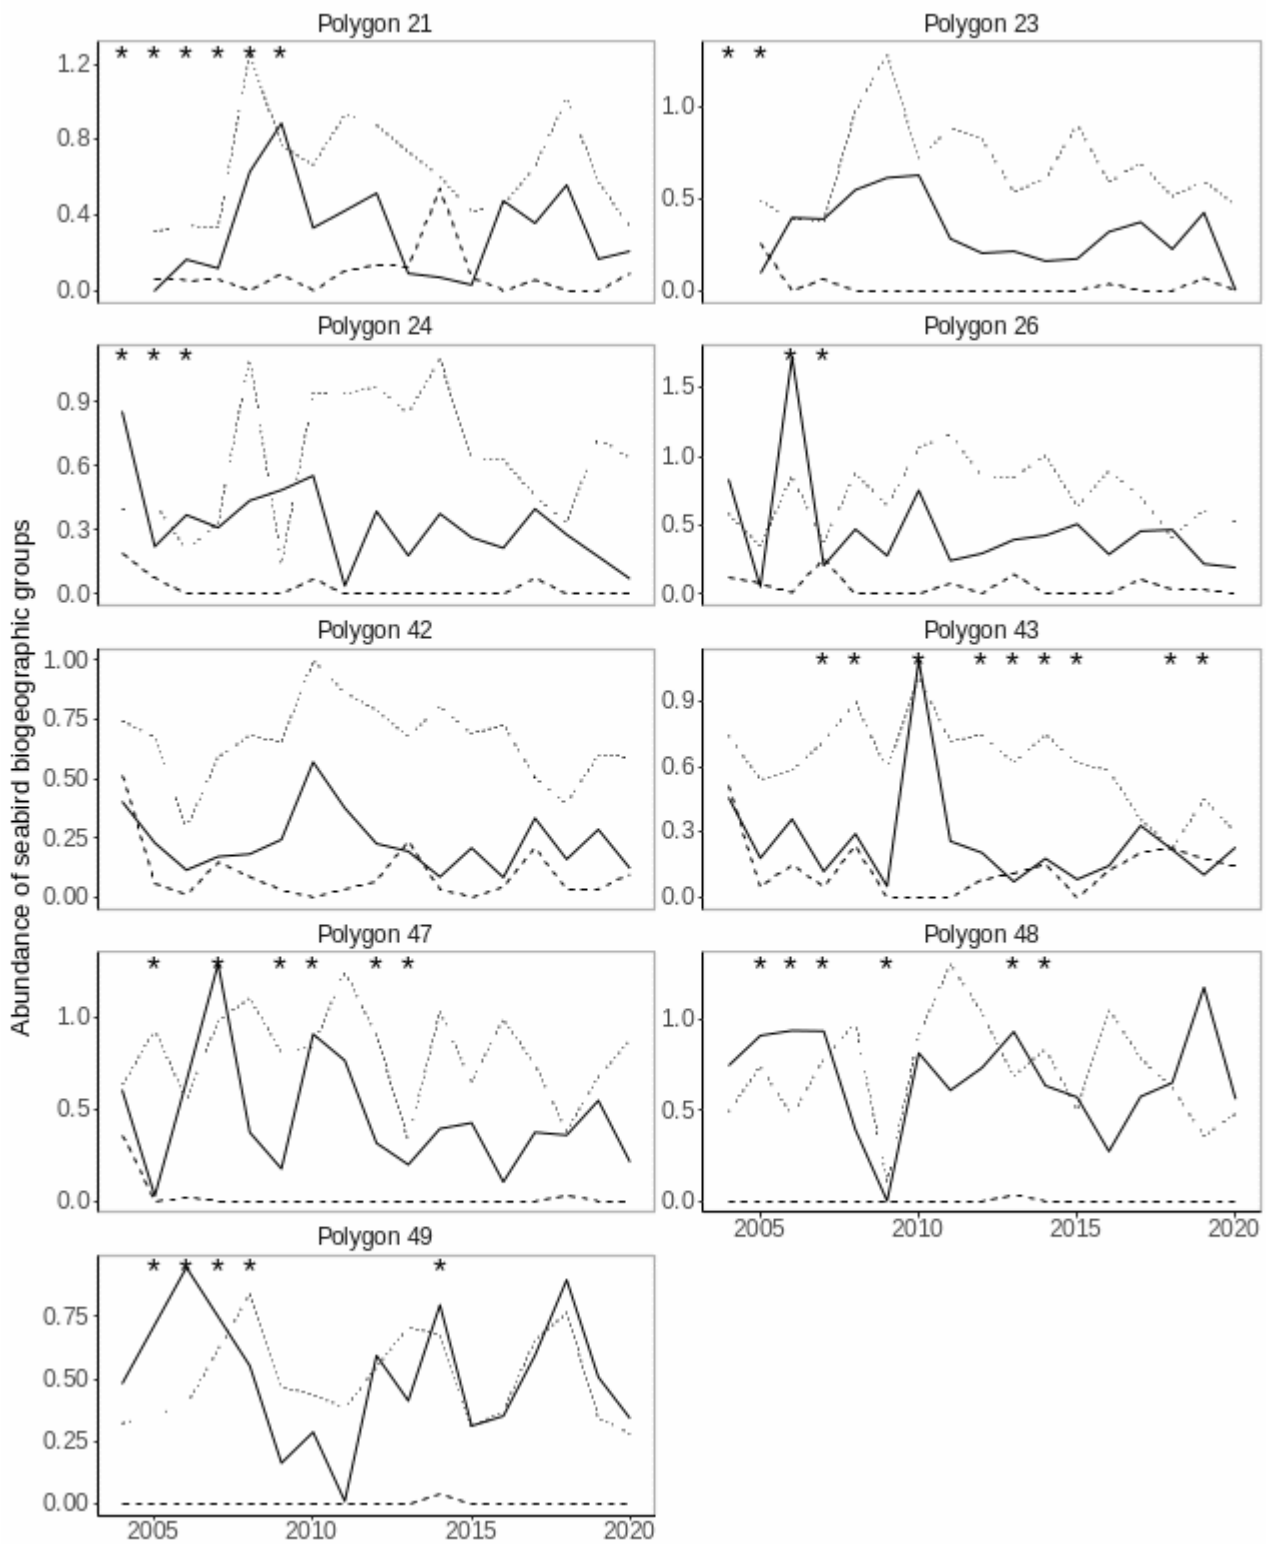 Abundance of seabird biogeographic groups
Polygon 21
* * * * * *
1.2
0.8
0.4
0.0
Polygon 23
* *
1.0
0.5
0.0
Polygon 24
* * *
0.9
0.6
0.3
0.0
Polygon 26
* *
1.5
1.0
0.5
0.0
Polygon 42
1.00
0.75
0.50
0.25
0.00
Polygon 43
* * * * * * * * *
0.9
0.6
0.3
0.0
Polygon 47
* * * * * *
1.0
0.5
0.0
Polygon 48
* * * * * *
1.0
0.5
0.0
2005 2010 2015 2020
Polygon 49
* * * * *
0.75
0.50
0.25
0.00
2005 2010 2015 2020